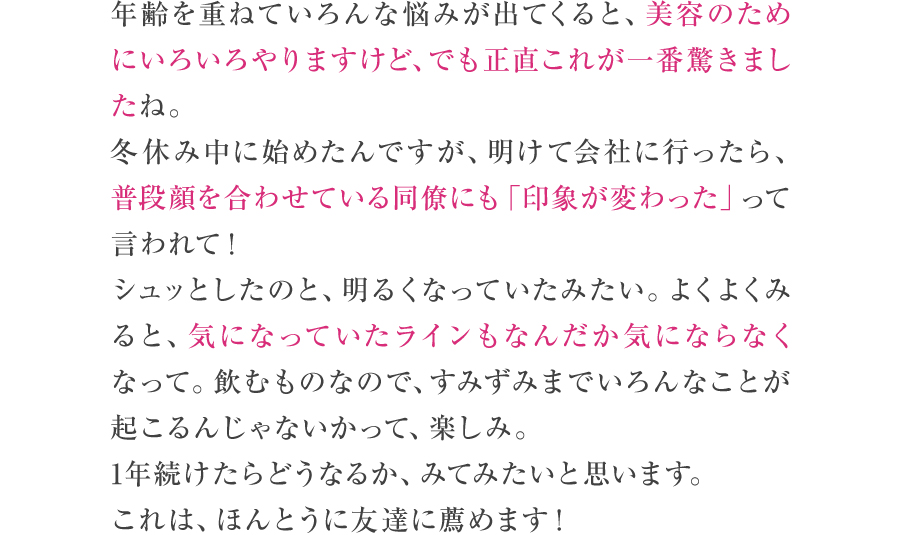 年齢を重ねていろんな悩みが出てくると、美容のため
にいろいろやりますけど、でも正直これが一番驚きまし
たね。
冬休み中に始めたんですが、明けて会社に行ったら、
普段顔を合わせている同僚にも「印象が変わった」って
言われて！
シュッとしたのと、明るくなっていたみたい。よくよくみ
ると、気になっていたラインもなんだか気にならなく
なって。飲むものなので、すみずみまでいろんなことが
起こるんじゃないかって、楽しみ。
1年続けたらどうなるか、みてみたいと思います。
これは、ほんとうに友達に薦めます！